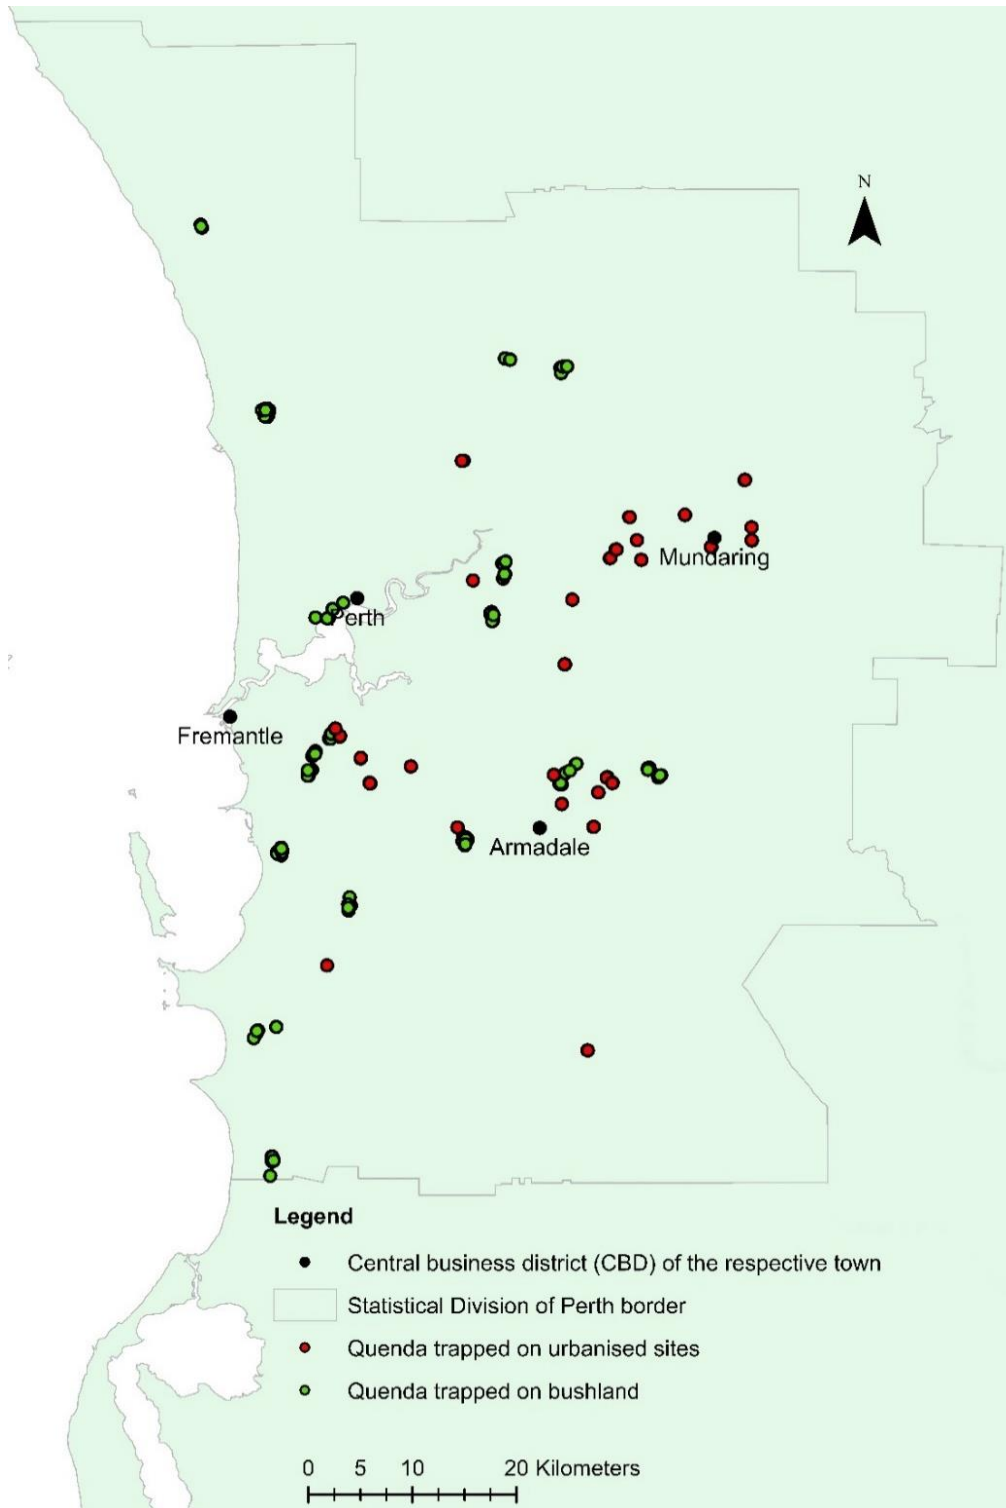 N
Mundaring
Perth
Fremantle
Armadale
Legend
Central business district (CBD) of the respective town
Statistical Division of Perth border
Quenda trapped on urbanised sites
Quenda trapped on bushland
0 5 10 20 Kilometers